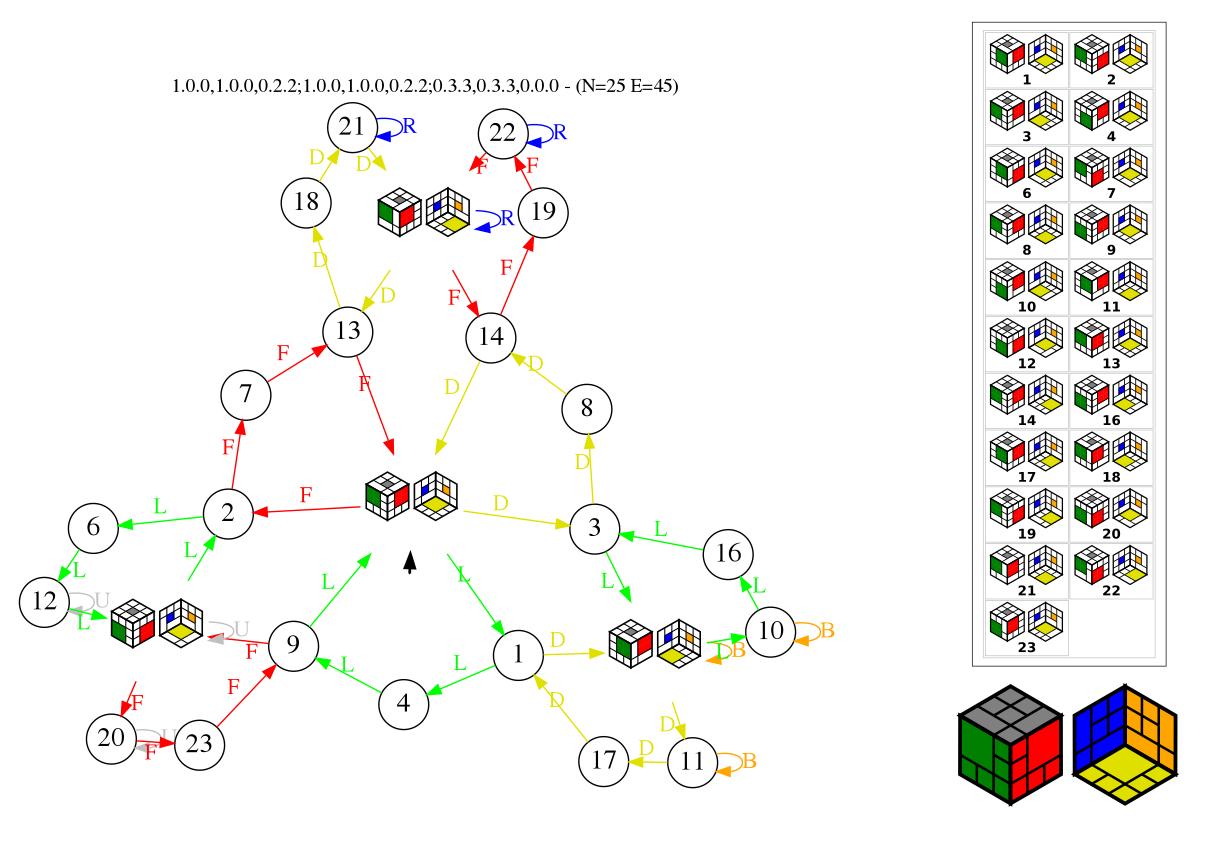 1.0.0,1.0.0,0.2.2;1.0.0,1.0.0,0.2.2;0.3.3,0.3.3,0.0.0 - (N=25 E=45)
21 R 22 R
D D F F
18 R 19
D F
D F
13 14
F F D D
7 8
F D
6 L 2 F D 3 L 16
L L L L L L
12 U L U 9 1 D L B 10 B
F L L
F F 4 D D
20 U F 23 17 D 11 B
1 2
3 4
6 7
8 9
10 11
12 13
14 16
17 18
19 20
21 22
23